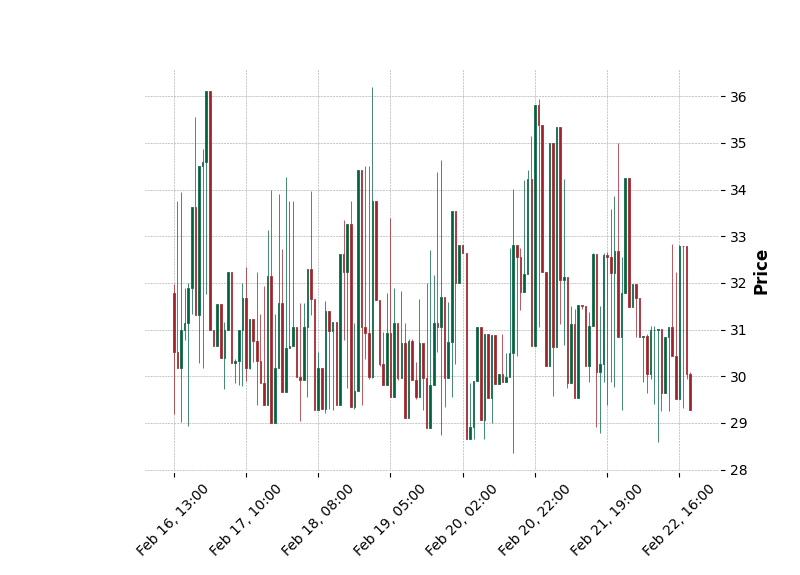 36
35
34
33
32
31
30
29
28
Price
Feb 16, 13:00
Feb 17, 10:00
Feb 18, 08:00
Feb 19, 05:00
Feb 20, 02:00
Feb 20, 22:00
Feb 21, 19:00
Feb 22, 16:00